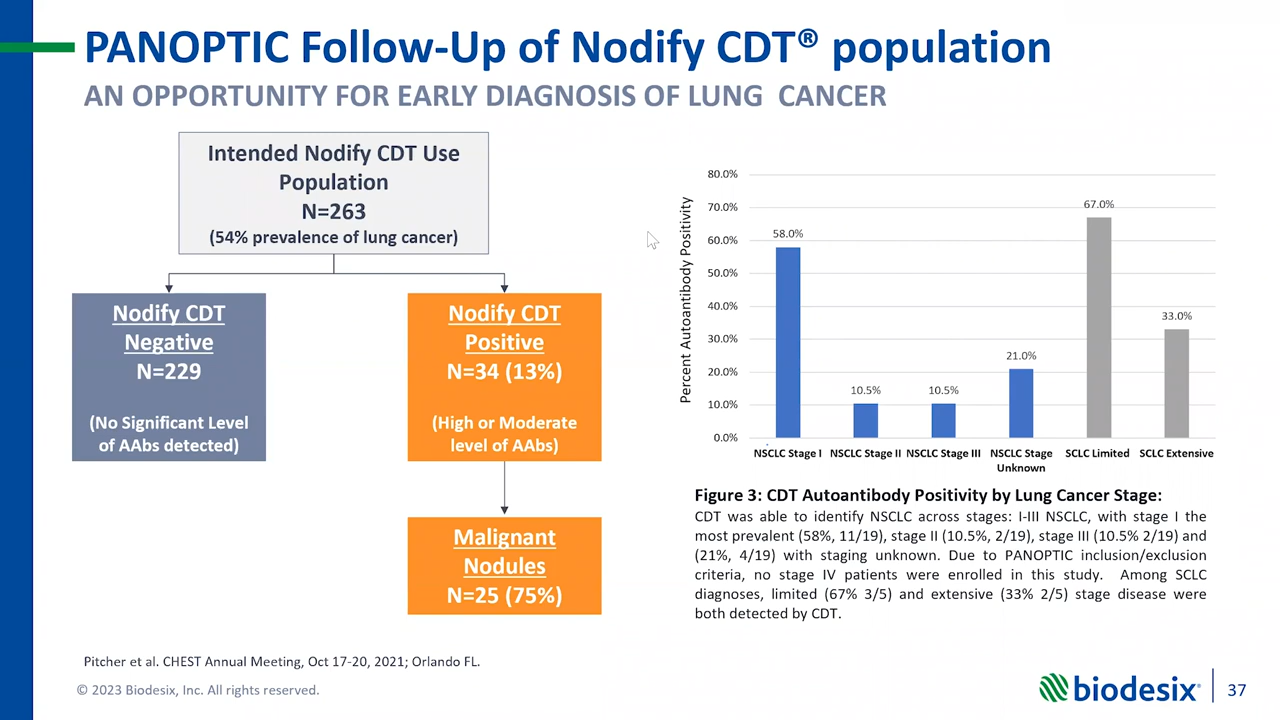 PANOPTIC Follow-Up of Nodify CDT® population
AN OPPORTUNITY FOR EARLY DIAGNOSIS OF LUNG CANCER
Intended Nodify CDT Use
Population
N=263
(54% prevalence of lung cancer)
Nodify CDT
Negative
N=229
(No Significant Level
of AAbs detected)
Nodify CDT
Positive
N=34 (13%)
(High or Moderate
level of AAbs)
Malignant
Nodules
N=25 (75%)
Percent Autoantibody Positivity
80.0%
70.0%
60.0%
50.0%
40.0%
30.0%
20.0%
10.0%
0.0%
58.0%
10.5%
10.5%
21.0%
67.0%
33.0%
NSCLC Stage I
NSCLC Stage II
NSCLC Stage III
NSCLC Stage
Unknown
SCLC Limited
SCLC Extensive
Figure 3: CDT Autoantibody Positivity by Lung Cancer Stage:
CDT was able to identify NSCLC across stages: I-III NSCLC, with stage I the
most prevalent (58%, 11/19), stage II (10.5%, 2/19), stage III (10.5% 2/19) and
(21%, 4/19) with staging unknown. Due to PANOPTIC inclusion/exclusion
criteria, no stage IV patients were enrolled in this study. Among SCLC
diagnoses, limited (67% 3/5) and extensive (33% 2/5) stage disease were
both detected by CDT.
Pitcher et al. CHEST Annual Meeting, Oct 17-20, 2021; Orlando FL.
© 2023 Biodesix, Inc. All rights reserved.
biodesix®
37